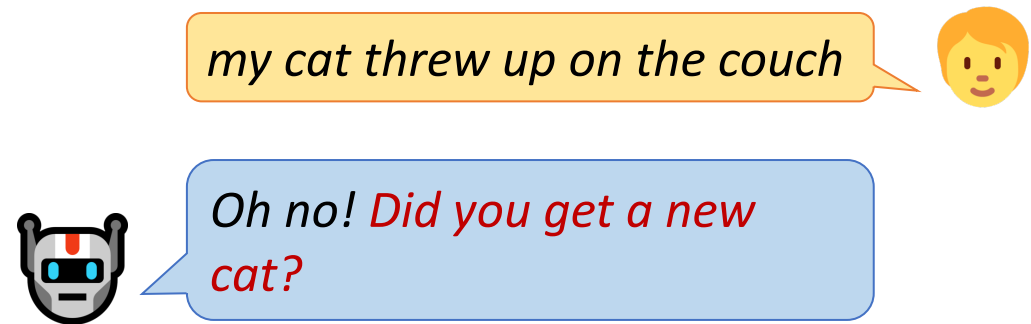 my cat threw up on the couch
Oh no! Did you get a new
cat?